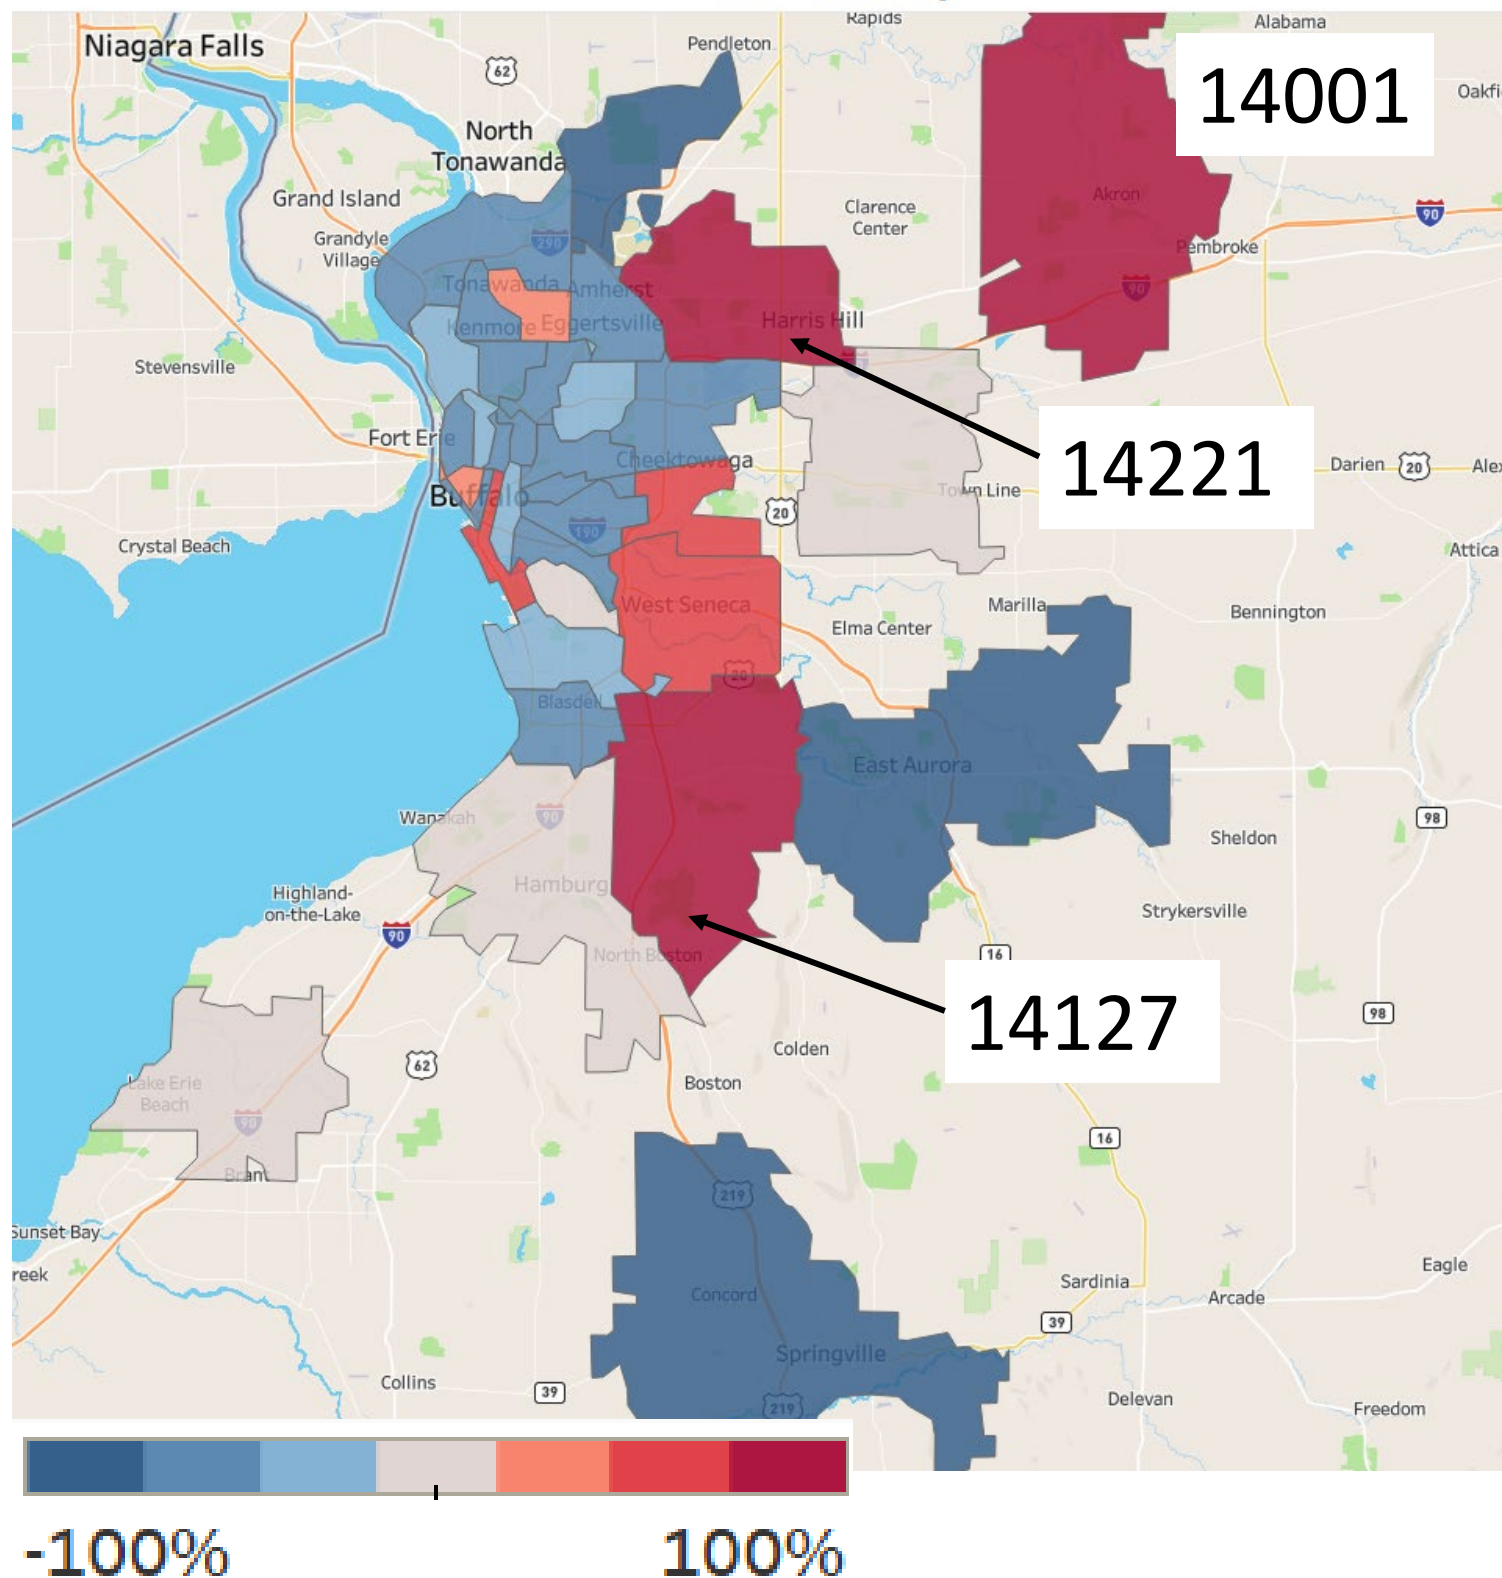 Rapids
Alabama
Niagara Falls
Pendleton
62
14001
North
Tonawanda
Grand Island
Akron
Clarence
Center
90
Grandyle
Village
290
Pembroke
Tonawanda
Amherst
90
Kenmore
Eggertsville
Harris Hill
Stevensville
Fort Erie
14221
Cheektowaga
Darien
20
Buffalo
Town Line
20
190
Crystal Beach
Attica
West Seneca
Marilla
Bennington
Elma Center
20
Blasdell
East Aurora
Wanakah
90
98
Sheldon
Hamburg
Highland-
on-the-Lake
Strykersville
90
North Boston
16
14127
98
Colden
62
Lake Erie
Beach
Boston
90
16
Brant
219
Sunset Bay
Eagle
reek
Sardinia
Concord
Arcade
39
Springville
Collins
39
Delevan
219
Freedom
-100%
100%